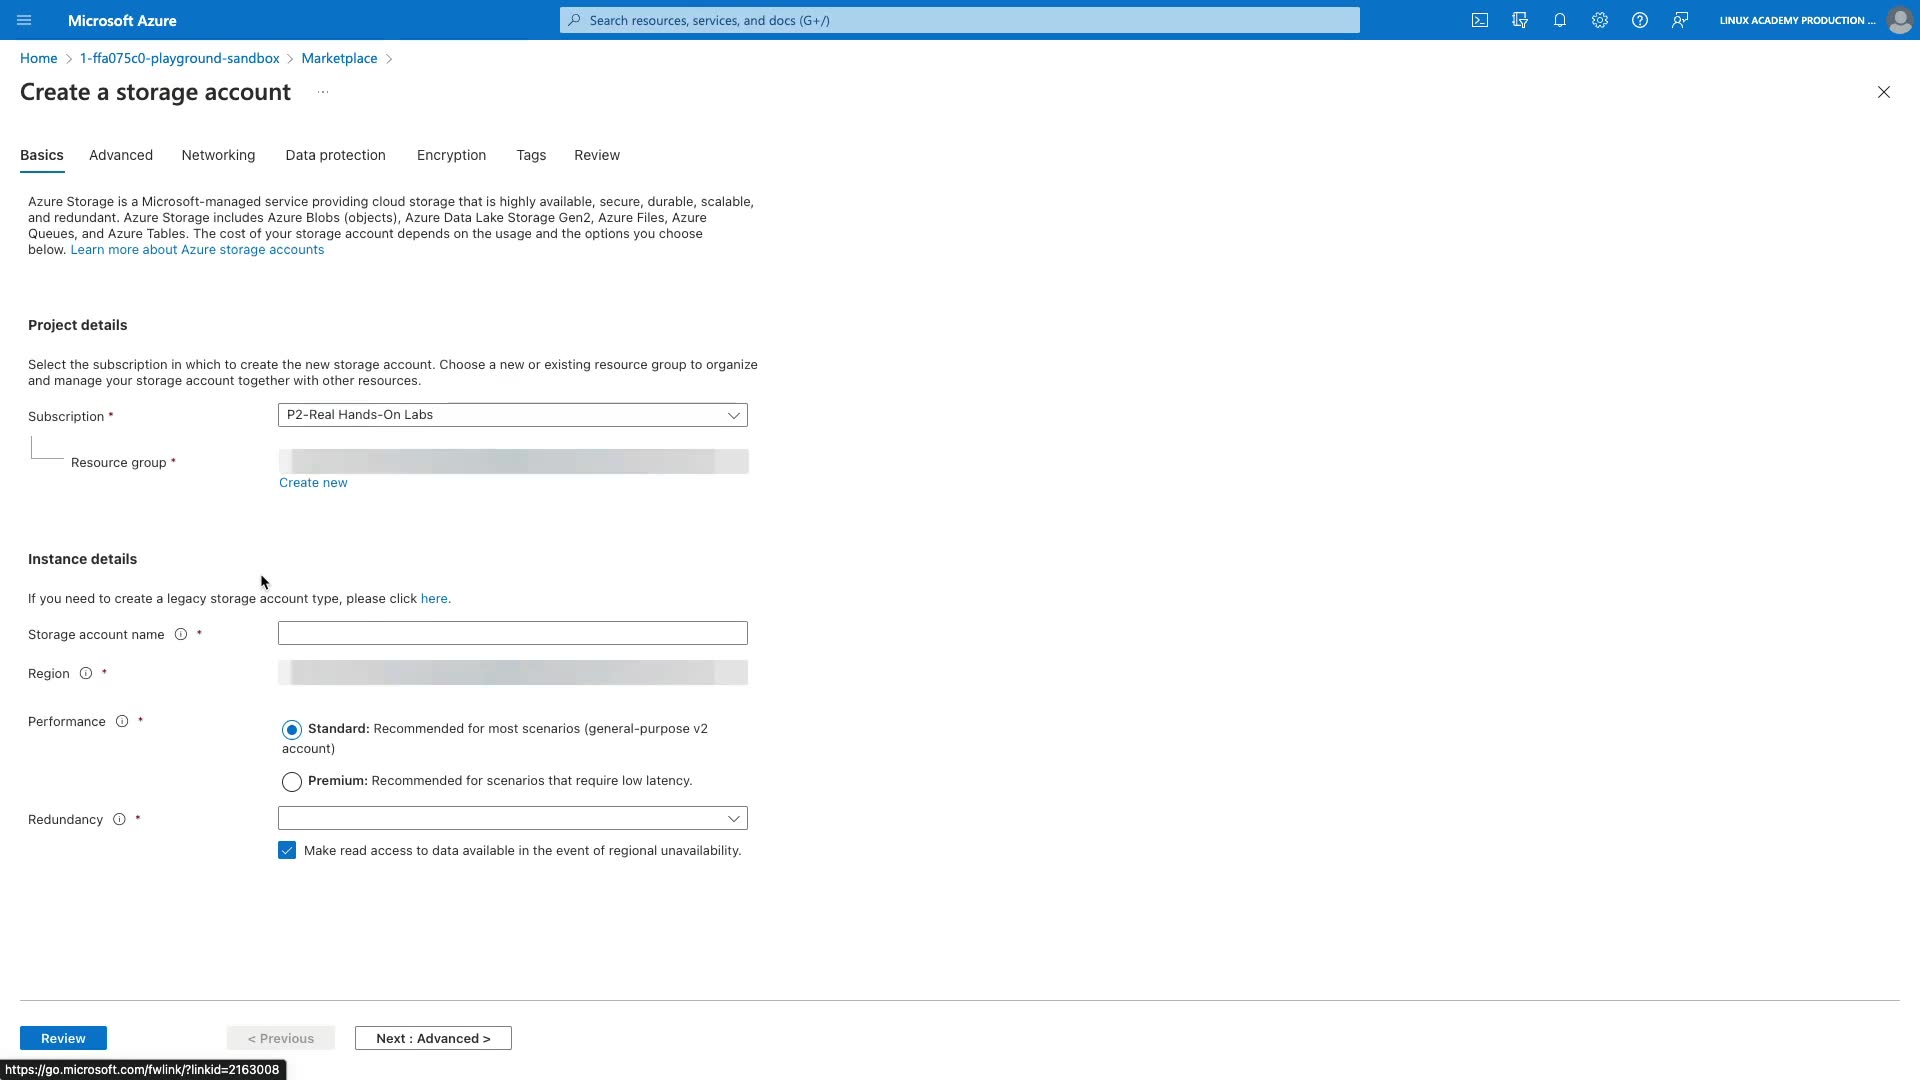 Microsoft Azure
Search resources, services, and docs (G+/)
LINUX ACADEMY PRODUCTION ...
Home > 1-ffa075c0-playground-sandbox > Marketplace >
Create a storage account ...
Basics Advanced Networking Data protection Encryption Tags Review
Azure Storage is a Microsoft-managed service providing cloud storage that is highly available, secure, durable, scalable,
and redundant. Azure Storage includes Azure Blobs (objects), Azure Data Lake Storage Gen2, Azure Files, Azure
Queues, and Azure Tables. The cost of your storage account depends on the usage and the options you choose
below. Learn more about Azure storage accounts
Project details
Select the subscription in which to create the new storage account. Choose a new or existing resource group to organize
and manage your storage account together with other resources.
Subscription *
P2-Real Hands-On Labs
Resource group *
Create new
Instance details
If you need to create a legacy storage account type, please click here.
Storage account name *
Region *
Performance *
Standard: Recommended for most scenarios (general-purpose v2
account)
Premium: Recommended for scenarios that require low latency.
Redundancy *
Make read access to data available in the event of regional unavailability.
Review
< Previous
Next : Advanced >
https://go.microsoft.com/fwlink/?linkid=2163008